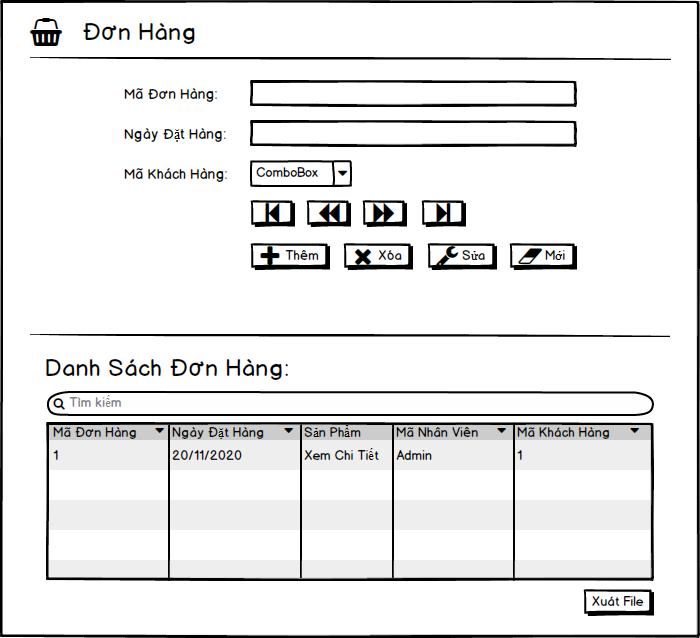 Đơn Hàng
Mã Đơn Hàng:
Ngày Đặt Hàng:
Mã Khách Hàng: ComboBox
Thêm Xóa Sửa Mới
Danh Sách Đơn Hàng:
Tìm kiếm
Mã Đơn Hàng Ngày Đặt Hàng Sản Phẩm Mã Nhân Viên Mã Khách Hàng
1 20/11/2020 Xem Chi Tiết Admin 1
Xuất File